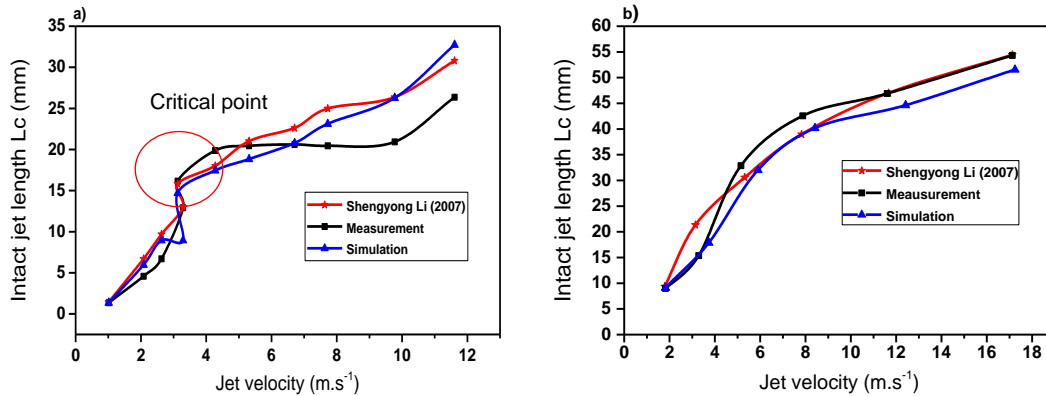 a)
Intact jet length Lc (mm)
35
30
25
20
15
10
5
0
Critical point
Shengyong Li (2007)
Measurement
Simulation
0 2 4 6 8 10 12
Jet velocity (m.s⁻¹)
b)
Intact jet length Lc (mm)
60
55
50
45
40
35
30
25
20
15
10
5
0
Shengyong Li (2007)
Meausurement
Simulation
0 2 4 6 8 10 12 14 16 18
Jet velocity (m.s⁻¹)